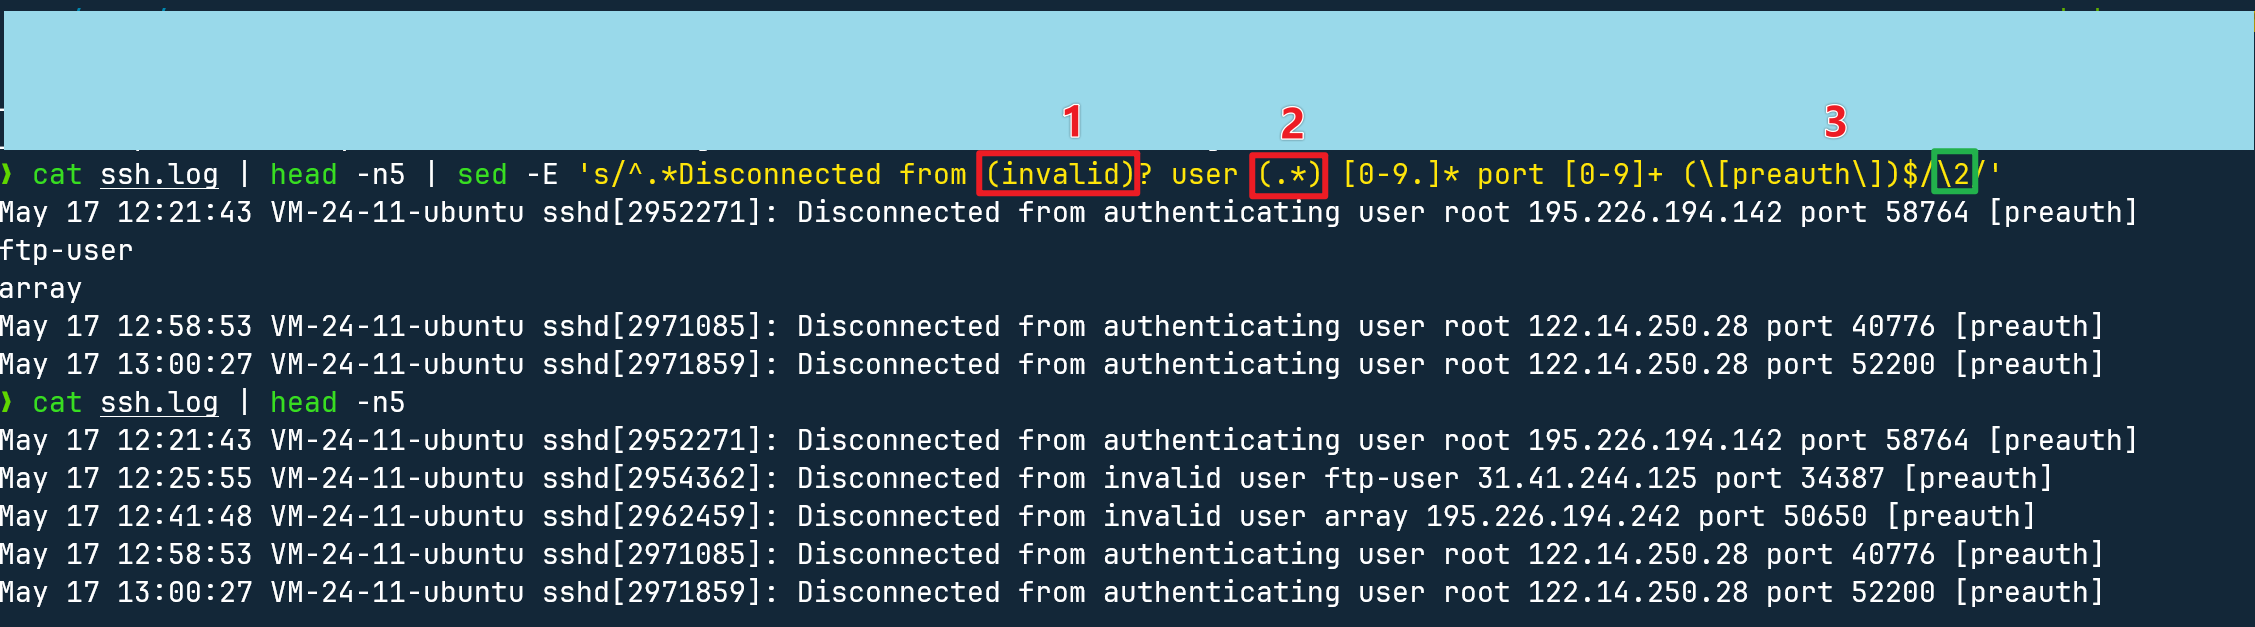 1 2 3
❯ cat ssh.log | head -n5 | sed -E 's/^.*Disconnected from (invalid)? user (.*) [0-9.]* port [0-9]+ (\[preauth\])$/\2/'
May 17 12:21:43 VM-24-11-ubuntu sshd[2952271]: Disconnected from authenticating user root 195.226.194.142 port 58764 [preauth]
ftp-user
array
May 17 12:58:53 VM-24-11-ubuntu sshd[2971085]: Disconnected from authenticating user root 122.14.250.28 port 40776 [preauth]
May 17 13:00:27 VM-24-11-ubuntu sshd[2971859]: Disconnected from authenticating user root 122.14.250.28 port 52200 [preauth]
❯ cat ssh.log | head -n5
May 17 12:21:43 VM-24-11-ubuntu sshd[2952271]: Disconnected from authenticating user root 195.226.194.142 port 58764 [preauth]
May 17 12:25:55 VM-24-11-ubuntu sshd[2954362]: Disconnected from invalid user ftp-user 31.41.244.125 port 34387 [preauth]
May 17 12:41:48 VM-24-11-ubuntu sshd[2962459]: Disconnected from invalid user array 195.226.194.242 port 50650 [preauth]
May 17 12:58:53 VM-24-11-ubuntu sshd[2971085]: Disconnected from authenticating user root 122.14.250.28 port 40776 [preauth]
May 17 13:00:27 VM-24-11-ubuntu sshd[2971859]: Disconnected from authenticating user root 122.14.250.28 port 52200 [preauth]